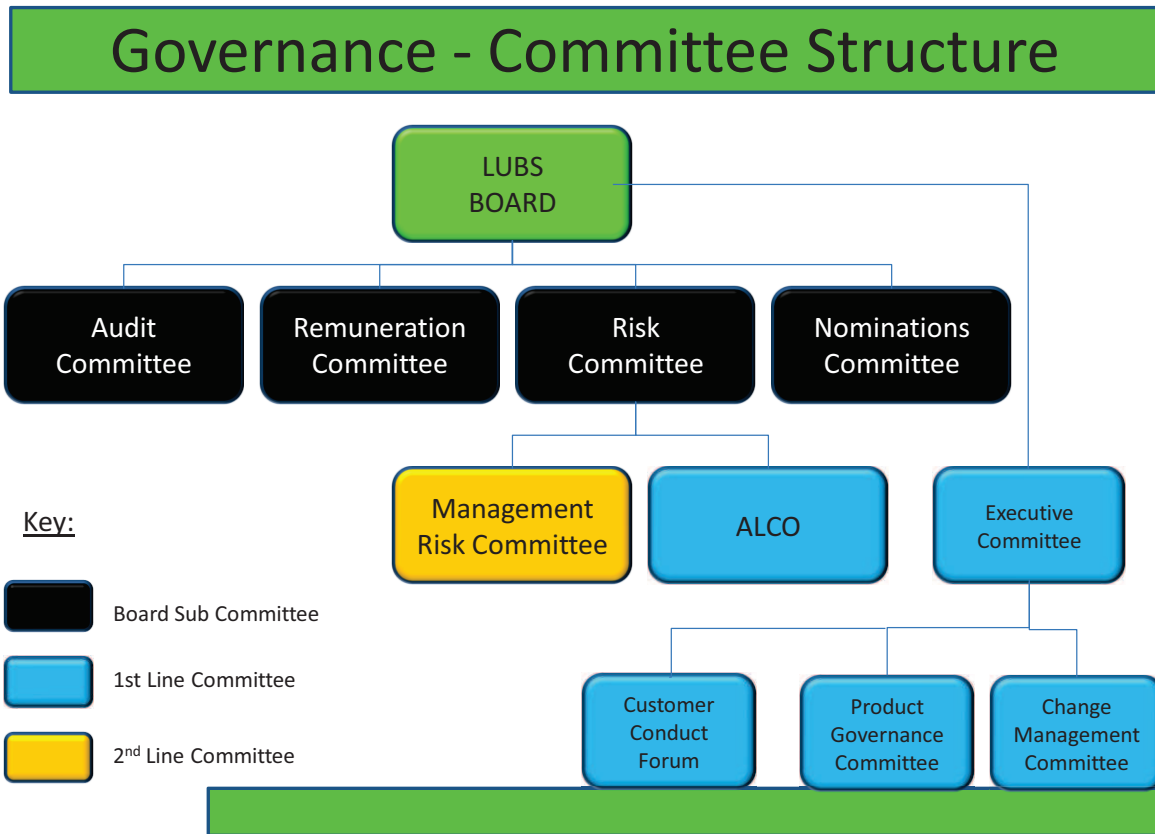 Governance - Committee Structure
LUBS
BOARD
Audit
Committee
Remuneration
Committee
Risk
Committee
Nominations
Committee
Management
Risk Committee
ALCO
Executive
Committee
Key:
Board Sub Committee
1st Line Committee
2nd Line Committee
Customer
Conduct
Forum
Product
Governance
Committee
Change
Management
Committee